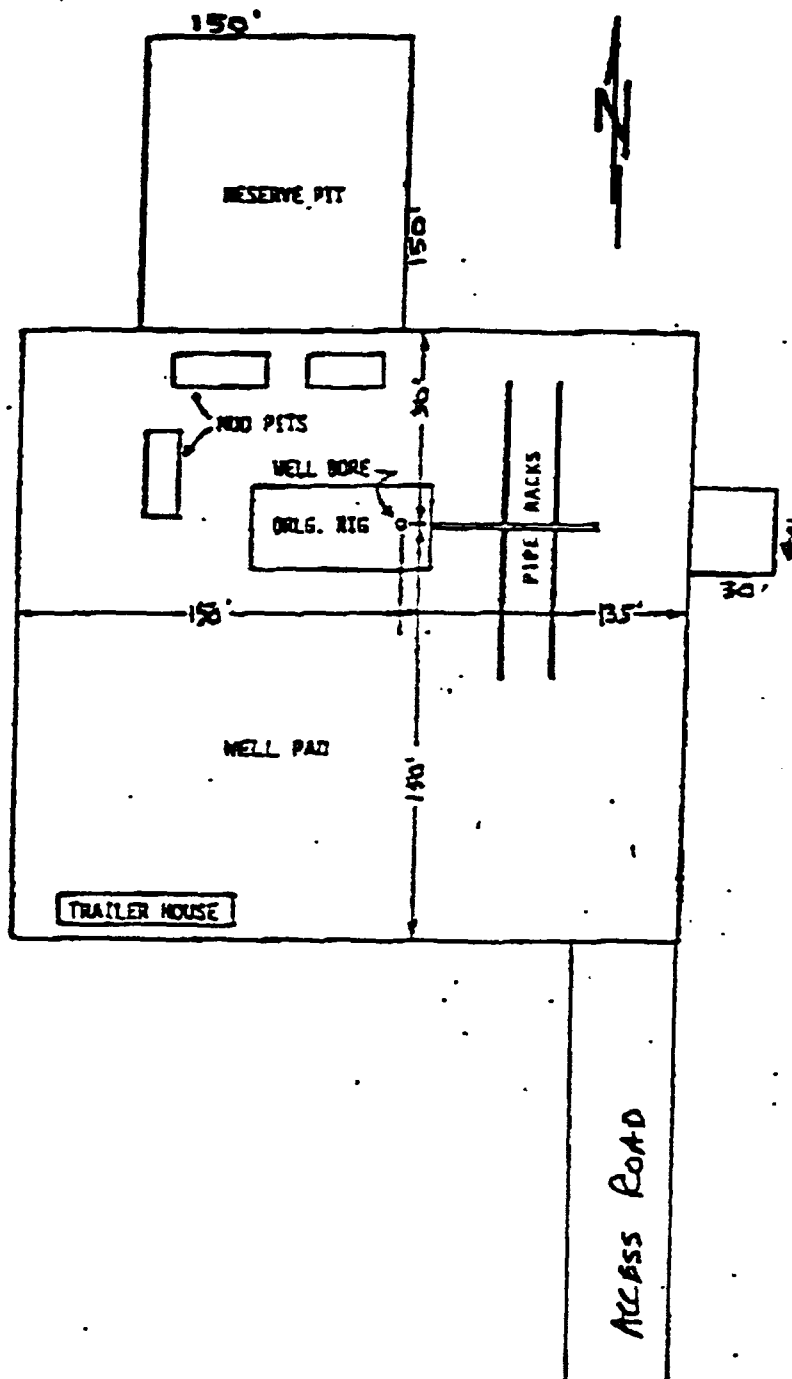 150'
N
RESERVE PIT
150'
MUD PITS
WELL BORE
DRLG. RIG
PIPE RACKS
30'
135'
WELL PAD
150'
TRAILER HOUSE
ACCESS ROAD